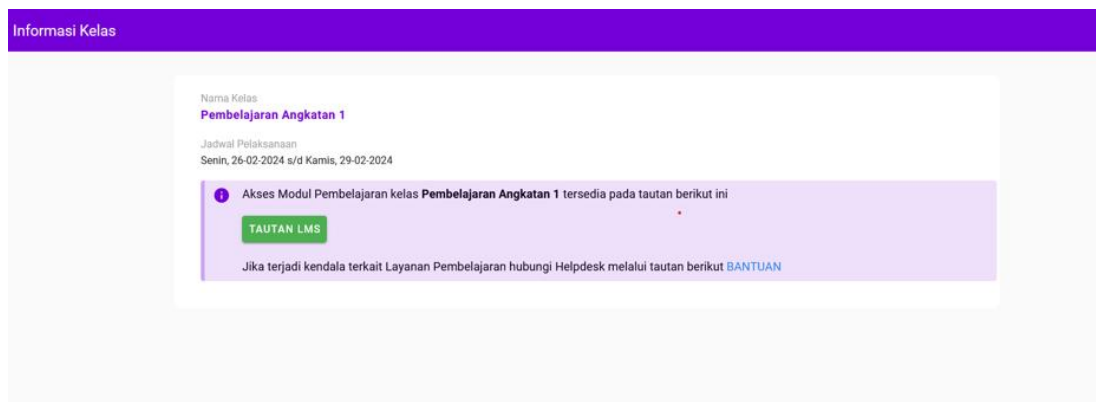 Informasi Kelas
Nama Kelas
Pembelajaran Angkatan 1
Jadwal Pelaksanaan
Senin, 26-02-2024 s/d Kamis, 29-02-2024
Akses Modul Pembelajaran kelas Pembelajaran Angkatan 1 tersedia pada tautan berikut ini
TAUTAN LMS
Jika terjadi kendala terkait Layanan Pembelajaran hubungi Helpdesk melalui tautan berikut BANTUAN